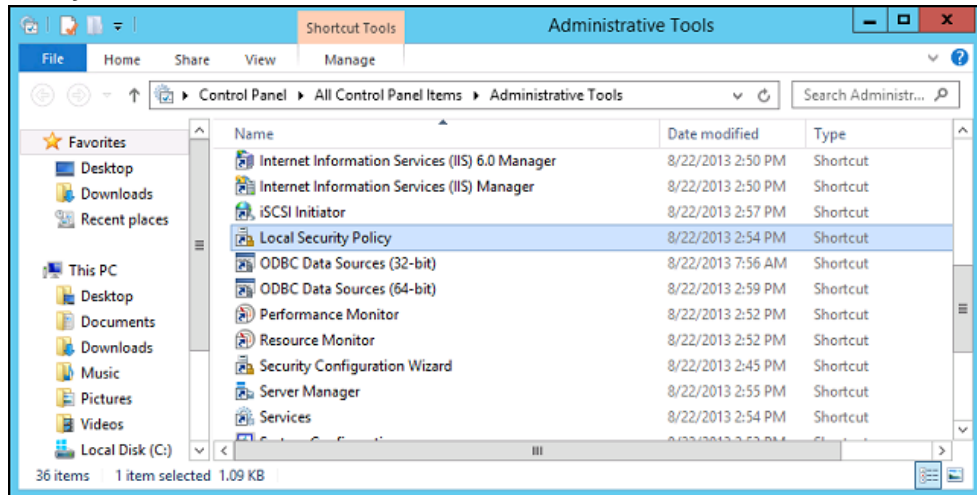 Shortcut Tools
Administrative Tools
File Home Share View Manage
Control Panel All Control Panel Items Administrative Tools
Search Administr...
Name Date modified Type
Favorites
Desktop
Downloads
Recent places
This PC
Desktop
Documents
Downloads
Music
Pictures
Videos
Local Disk (C:)
Internet Information Services (IIS) 6.0 Manager 8/22/2013 2:50 PM Shortcut
Internet Information Services (IIS) Manager 8/22/2013 2:50 PM Shortcut
iSCSI Initiator 8/22/2013 2:57 PM Shortcut
Local Security Policy 8/22/2013 2:54 PM Shortcut
ODBC Data Sources (32-bit) 8/22/2013 7:56 AM Shortcut
ODBC Data Sources (64-bit) 8/22/2013 2:59 PM Shortcut
Performance Monitor 8/22/2013 2:52 PM Shortcut
Resource Monitor 8/22/2013 2:52 PM Shortcut
Security Configuration Wizard 8/22/2013 2:45 PM Shortcut
Server Manager 8/22/2013 2:55 PM Shortcut
Services 8/22/2013 2:54 PM Shortcut
36 items 1 item selected 1.09 KB